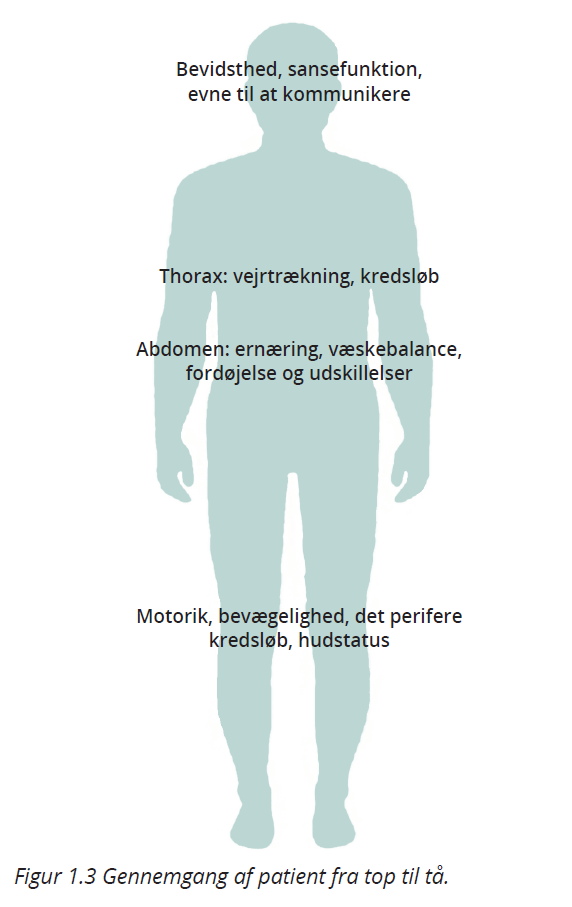 Bevidsthed, sansefunktion,
evne til at kommunikere
Thorax: vejrtrækning, kredsløb
Abdomen: ernæring, væskebalance,
fordøjelse og udskillelser
Motorik, bevægelighed, det perifere
kredsløb, hudstatus
Figur 1.3 Gennemgang af patient fra top til tå.